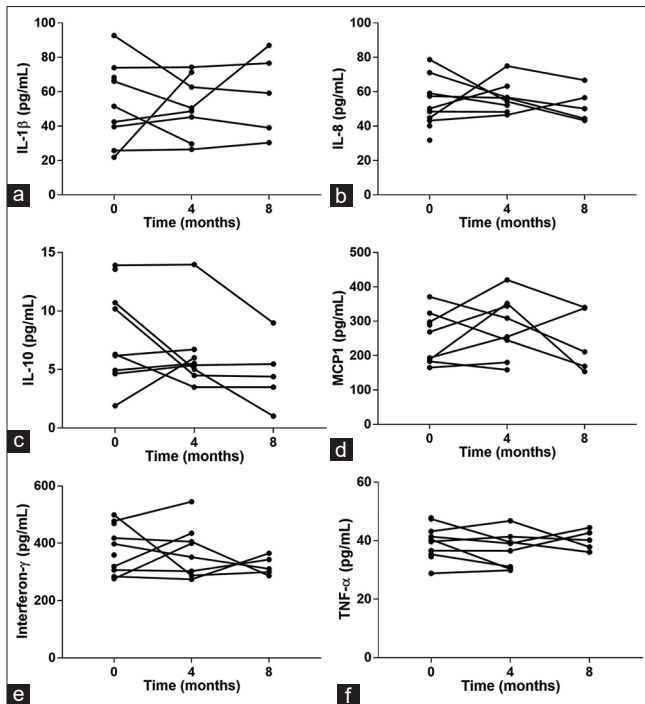 100
80
60
40
20
0
IL-1β (pg/mL)
0 4 8
Time (months)
a
100
80
60
40
20
0
IL-8 (pg/mL)
0 4 8
Time (months)
b
15
10
5
0
IL-10 (pg/mL)
0 4 8
Time (months)
c
500
400
300
200
100
0
MCP1 (pg/mL)
0 4 8
Time (months)
d
600
400
200
0
Interferon-γ (pg/mL)
0 4 8
Time (months)
e
60
40
20
0
TNF-α (pg/mL)
0 4 8
Time (months)
f